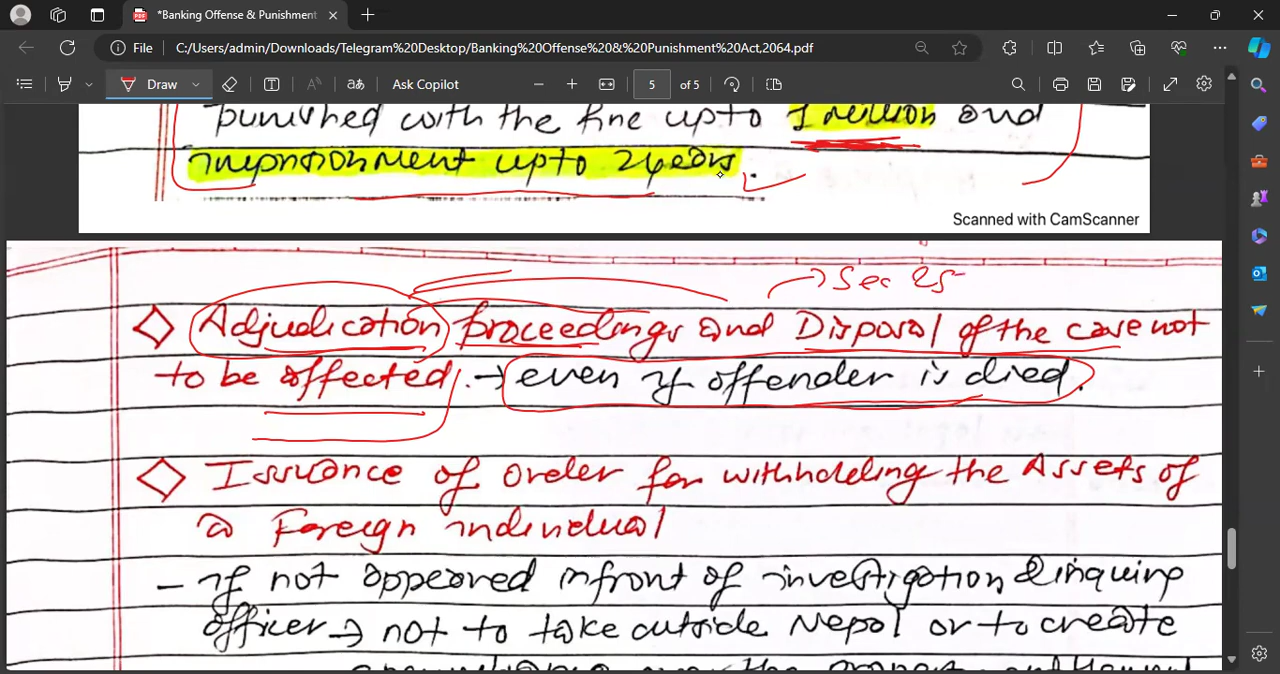 *Banking Offense & Punishment
File C:/Users/admin/Downloads/Telegram%20Desktop/Banking%20Offense%20&%20Punishment%20Act,2064.pdf
Draw Ask Copilot 5 of 5
punished with the fine upto 1 million and
imprisionment upto 2 years.
Scanned with CamScanner
→ Sec 25
Adjudication proceedings and Disposal of the case not
to be affected. → even if offender is died.
Issuance of order for withholding the Assets of
a Foreign individual
- if not appeared infront of investigation & inquiry
officer → not to take outside Nepal or to create